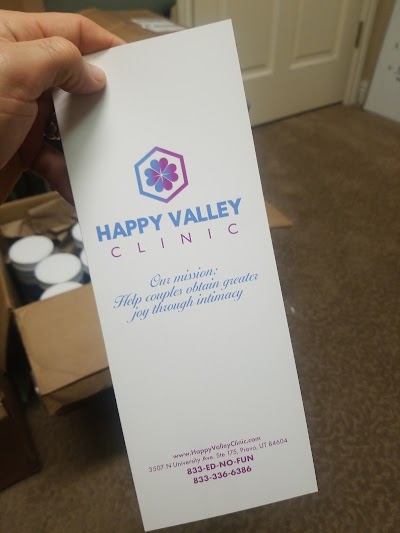 HAPPY VALLEY
CLINIC
Our mission:
Help couples obtain greater
joy through intimacy
www.HappyValleyClinic.com
3507 N University Ave. Ste 175, Provo, UT 84604
833-ED-NO-FUN
833-336-6386